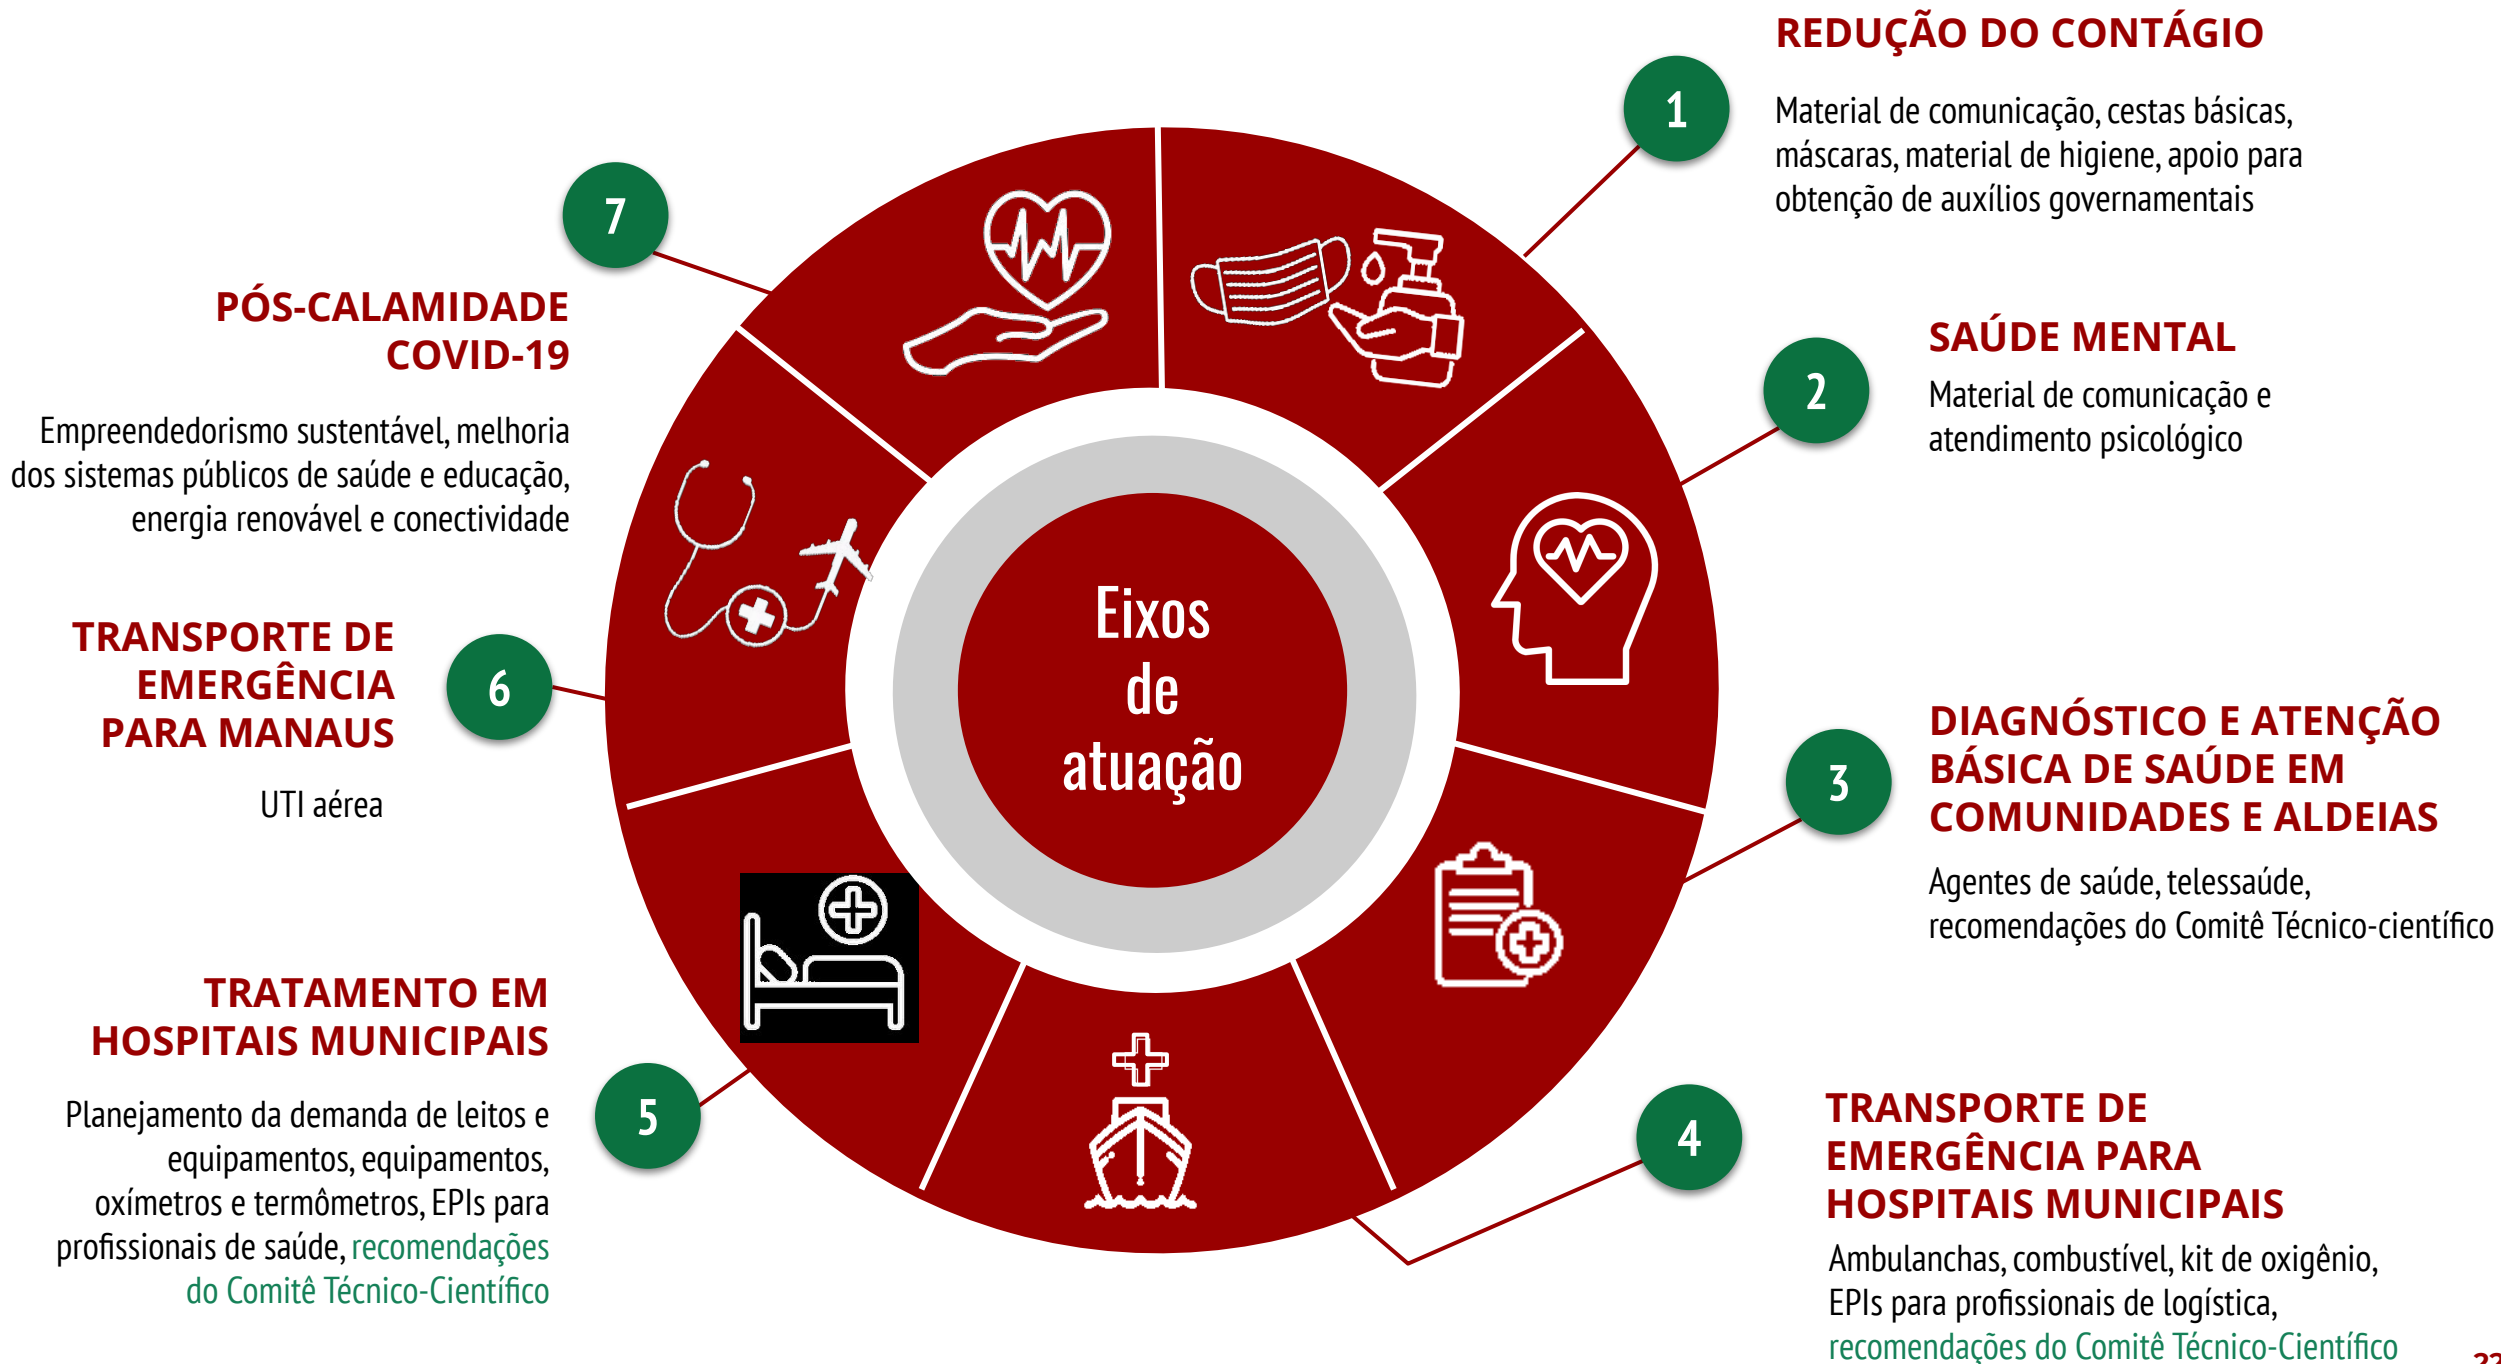 REDUÇÃO DO CONTÁGIO
1
Material de comunicação, cestas básicas,
máscaras, material de higiene, apoio para
obtenção de auxílios governamentais
SAÚDE MENTAL
2
Material de comunicação e
atendimento psicológico
DIAGNÓSTICO E ATENÇÃO
BÁSICA DE SAÚDE EM
COMUNIDADES E ALDEIAS
3
Agentes de saúde, telessaúde,
recomendações do Comitê Técnico-científico
TRANSPORTE DE
EMERGÊNCIA PARA
HOSPITAIS MUNICIPAIS
4
Ambulanchas, combustível, kit de oxigênio,
EPIs para profissionais de logística,
recomendações do Comitê Técnico-Científico
TRATAMENTO EM
HOSPITAIS MUNICIPAIS
5
Planejamento da demanda de leitos e
equipamentos, equipamentos,
oxímetros e termômetros, EPIs para
profissionais de saúde, recomendações
do Comitê Técnico-Científico
TRANSPORTE DE
EMERGÊNCIA
PARA MANAUS
6
UTI aérea
7
PÓS-CALAMIDADE
COVID-19
Empreendedorismo sustentável, melhoria
dos sistemas públicos de saúde e educação,
energia renovável e conectividade
Eixos
de
atuação